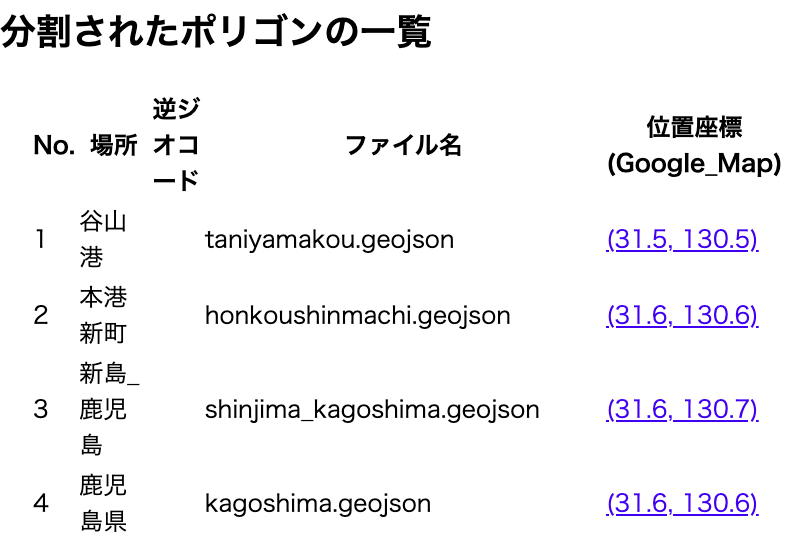 分割されたポリゴンの一覧
No. 場所 逆ジオコード ファイル名 位置座標(Google_Map)
1 谷山港 taniyamakou.geojson (31.5, 130.5)
2 本港新町 honkoushinmachi.geojson (31.6, 130.6)
3 新島_鹿児島 shinjima_kagoshima.geojson (31.6, 130.7)
4 鹿児島県 kagoshima.geojson (31.6, 130.6)